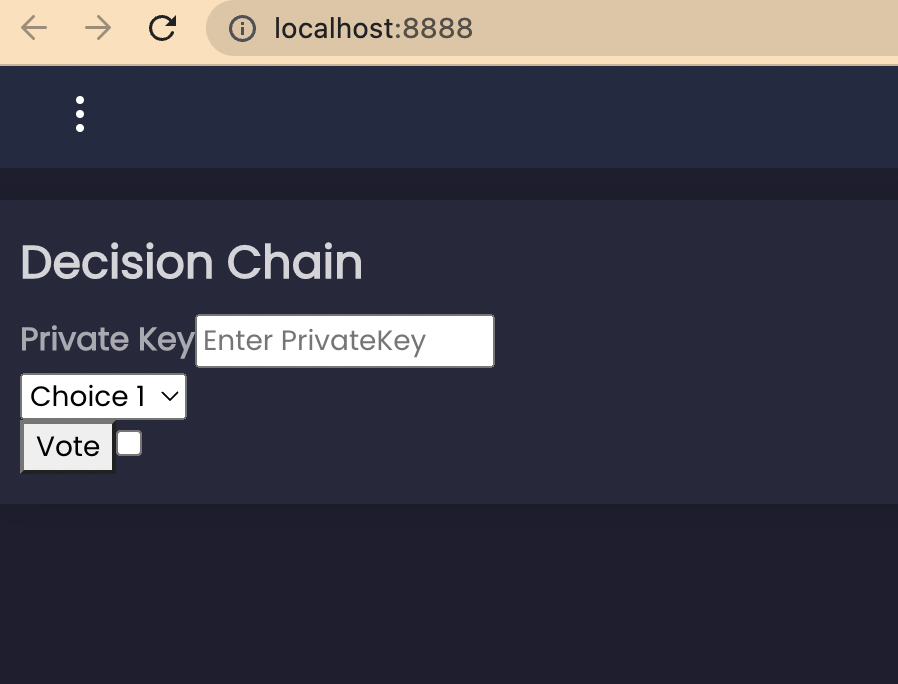 localhost:8888
Decision Chain
Private Key Enter PrivateKey
Choice 1
Vote